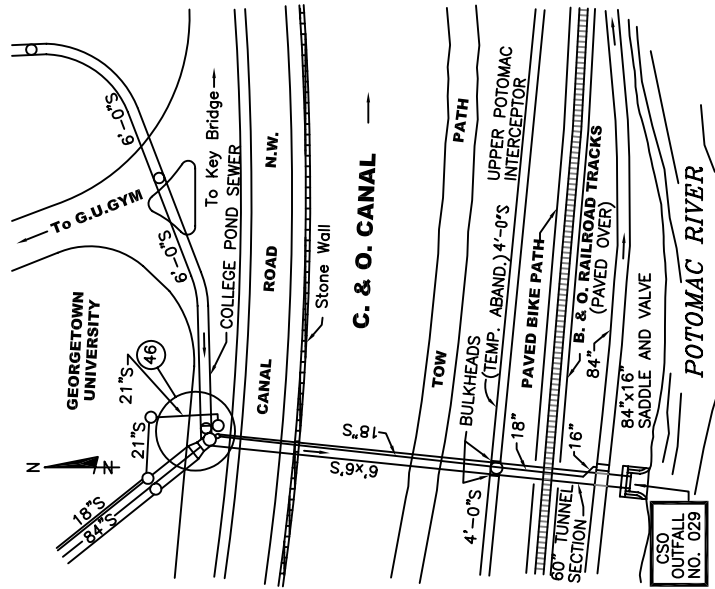 6'-0"S
To Key Bridge
To G.U.GYM
6'-0"S
COLLEGE POND SEWER
GEORGETOWN
UNIVERSITY
46
21"S
21"S
N
18"S
84"S
CANAL ROAD N.W.
Stone Wall
C. & O. CANAL
TOW PATH
18"S
6'x6'S
BULKHEADS
(TEMP. ABAND.) 4'-0"S
UPPER POTOMAC
INTERCEPTOR
4'-0"S
18"
PAVED BIKE PATH
B. & O. RAILROAD TRACKS
(PAVED OVER)
84"
16"
60" TUNNEL
SECTION
84"x16"
SADDLE AND VALVE
POTOMAC RIVER
CSO
OUTFALL
NO. 029